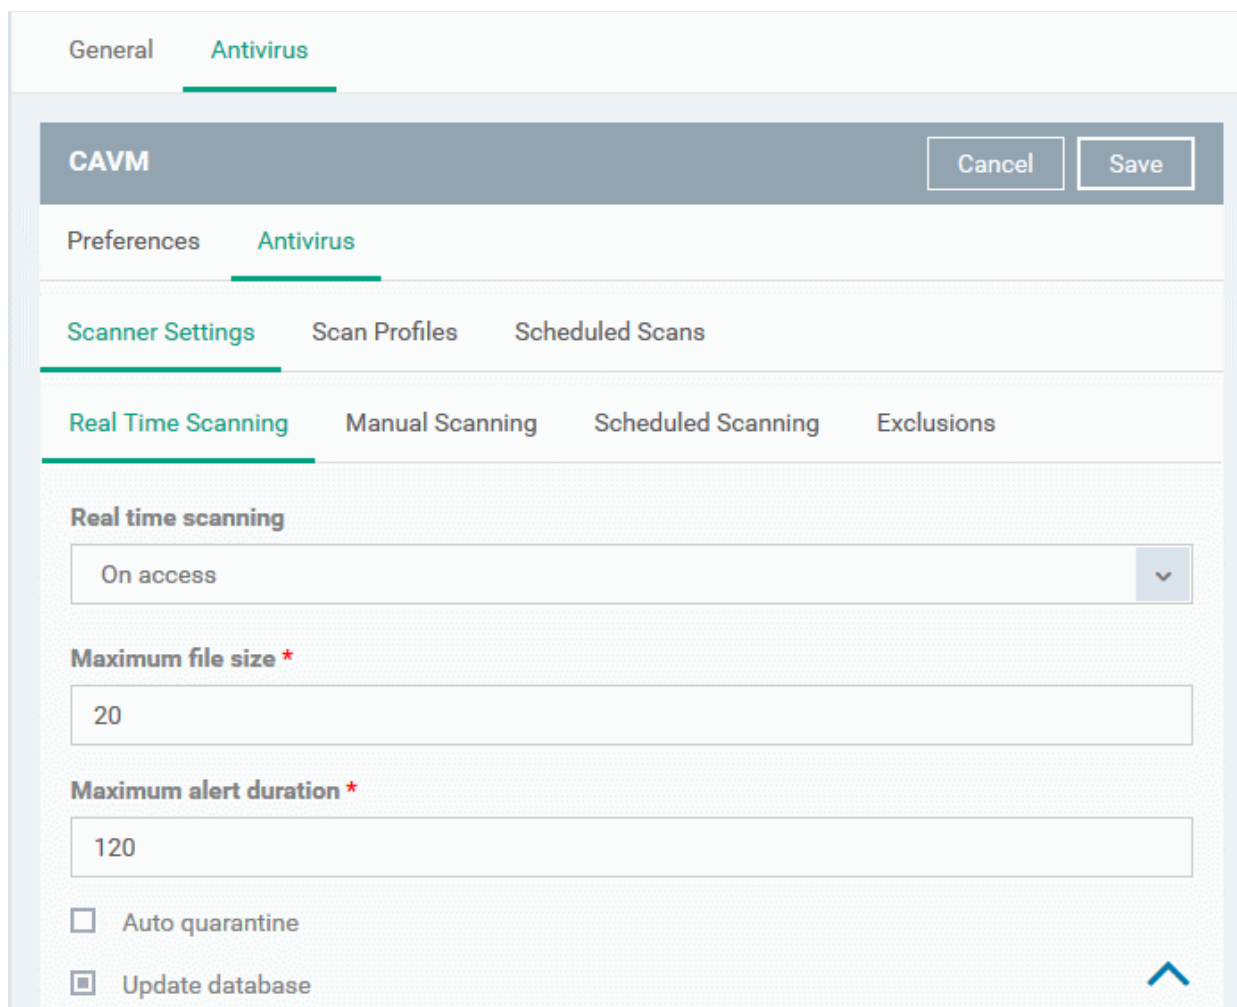 General Antivirus
CAVM Cancel Save
Preferences Antivirus
Scanner Settings Scan Profiles Scheduled Scans
Real Time Scanning Manual Scanning Scheduled Scanning Exclusions
Real time scanning
On access
Maximum file size *
20
Maximum alert duration *
120
Auto quarantine
Update database